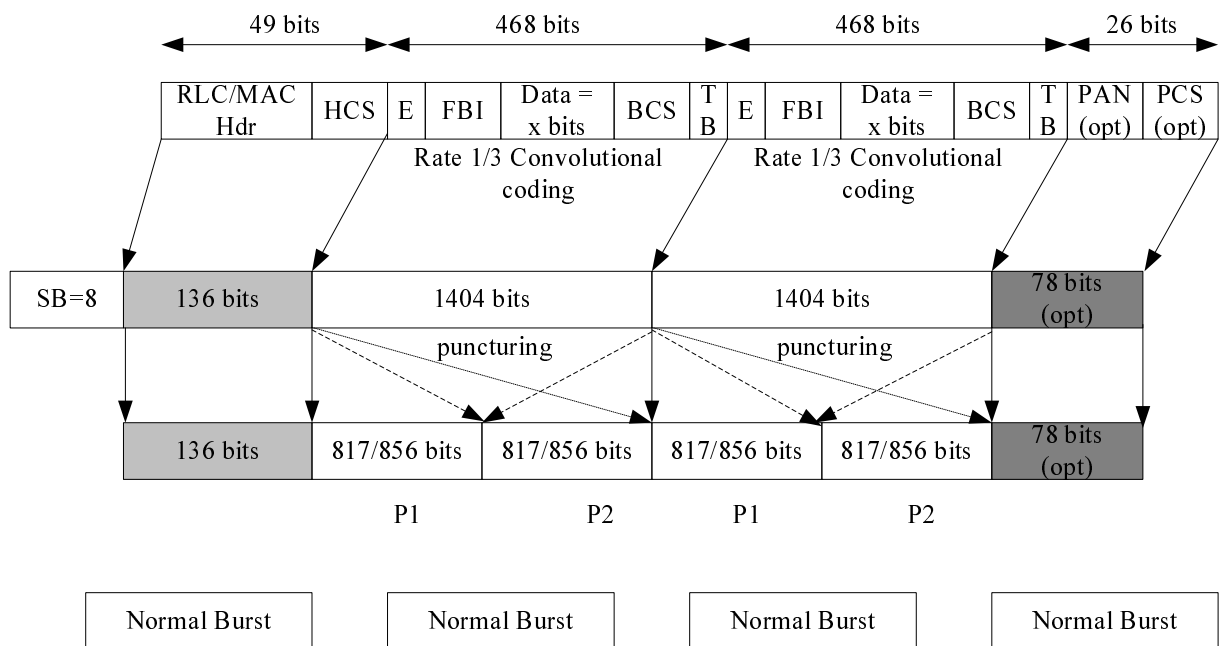 49 bits
468 bits
468 bits
26 bits
RLC/MAC
Hdr
HCS
E
FBI
Data =
x bits
BCS
T
B
E
FBI
Data =
x bits
BCS
T
B
PAN
(opt)
PCS
(opt)
Rate 1/3 Convolutional
coding
Rate 1/3 Convolutional
coding
SB=8
136 bits
1404 bits
1404 bits
78 bits
(opt)
puncturing
puncturing
136 bits
817/856 bits
817/856 bits
817/856 bits
817/856 bits
78 bits
(opt)
P1
P2
P1
P2
Normal Burst
Normal Burst
Normal Burst
Normal Burst